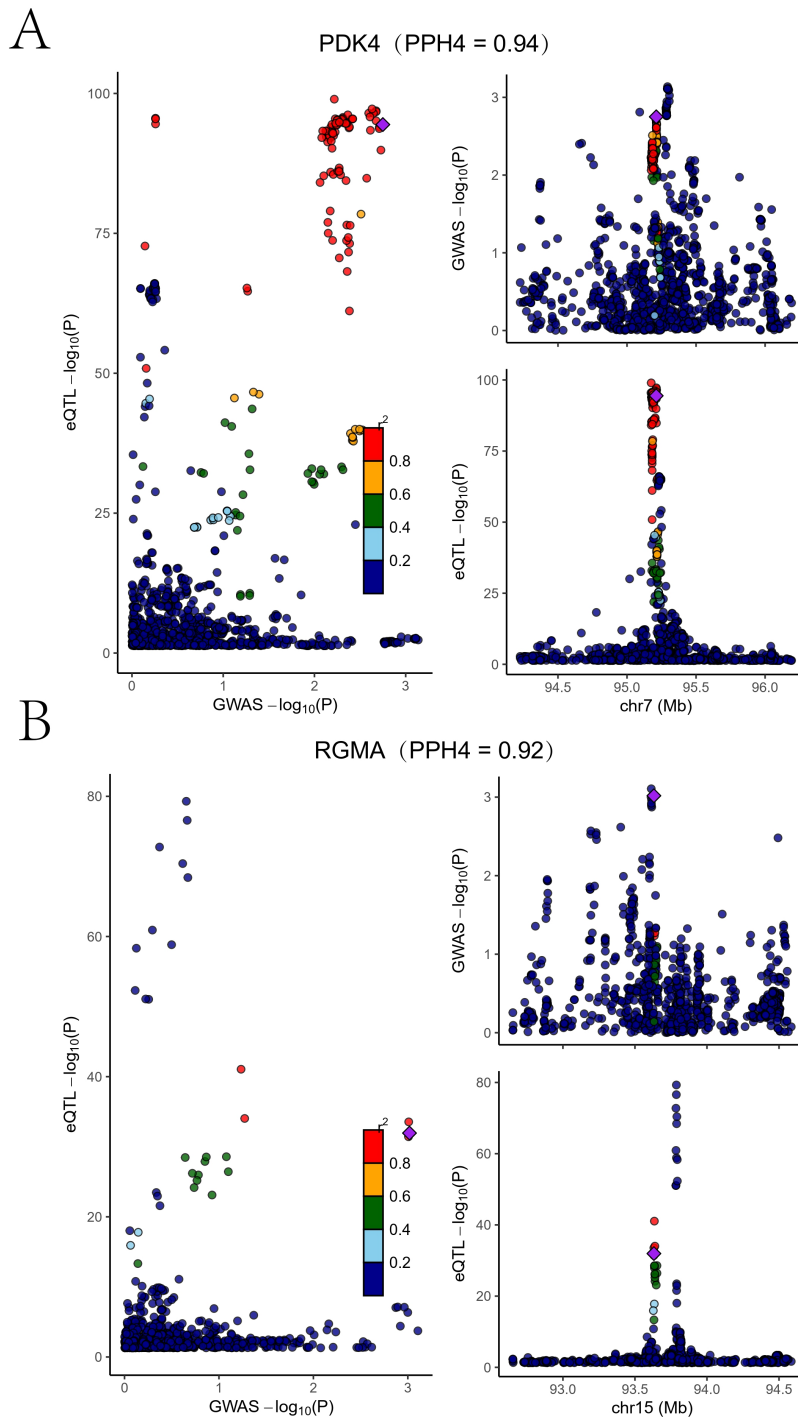 A
PDK4（PPH4 = 0.94）
100
75
50
25
0
eQTL −log10(P)
0 1 2 3
GWAS −log10(P)
r2
0.8
0.6
0.4
0.2
3
2
1
0
GWAS −log10(P)
100
75
50
25
0
eQTL −log10(P)
94.5 95.0 95.5 96.0
chr7 (Mb)
B
RGMA（PPH4 = 0.92）
80
60
40
20
0
eQTL −log10(P)
0 1 2 3
GWAS −log10(P)
r2
0.8
0.6
0.4
0.2
3
2
1
0
GWAS −log10(P)
80
60
40
20
0
eQTL −log10(P)
93.0 93.5 94.0 94.5
chr15 (Mb)